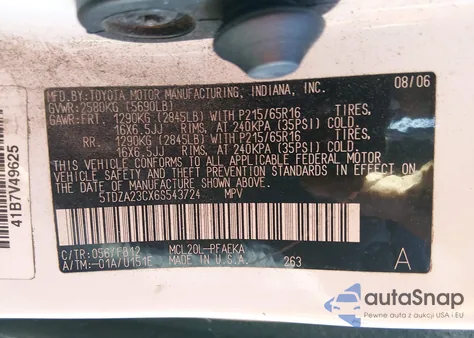 MFD.BY:TOYOTA MOTOR MANUFACTURING, INDIANA, INC. 08/06
GVWR:2580KG (5690LB)
GAWR:FRT. 1290KG (2845LB) WITH P215/65R16 TIRES,
16X6.5JJ RIMS, AT 240KPA (35PSI) COLD.
RR. 1290KG (2845LB) WITH P215/65R16 TIRES,
16X6.5JJ RIMS, AT 240KPA (35PSI) COLD.
THIS VEHICLE CONFORMS TO ALL APPLICABLE FEDERAL MOTOR
VEHICLE SAFETY AND THEFT PREVENTION STANDARDS IN EFFECT ON
THE DATE OF MANUFACTURE SHOWN ABOVE.
5TDZA23CX6S543724 MPV
C/TR:056/FB12 MCL20L-PFAEKA
A/TM:-01A/U151E MADE IN U.S.A. 263 A
41B7V49625
autoSnap
Pewne auta z aukcji USA i EU